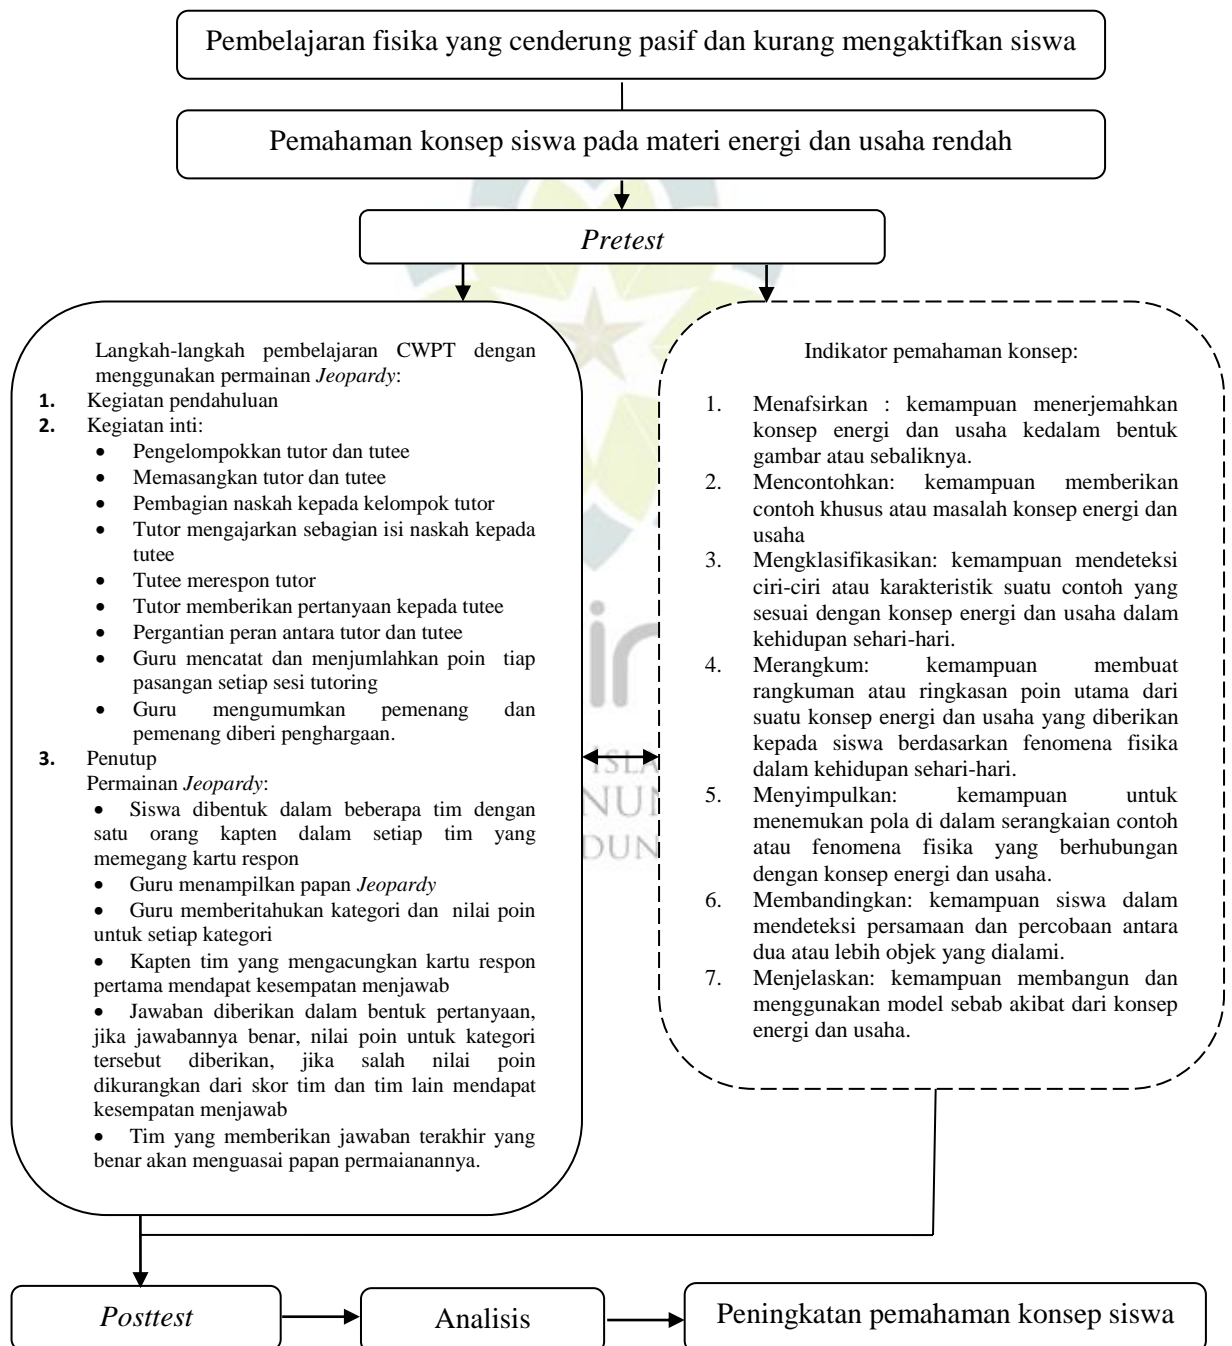 Pembelajaran fisika yang cenderung pasif dan kurang mengaktifkan siswa
Pemahaman konsep siswa pada materi energi dan usaha rendah
Pretest
Langkah-langkah pembelajaran CWPT dengan
menggunakan permainan Jeopardy:
1. Kegiatan pendahuluan
2. Kegiatan inti:
• Pengelompokkan tutor dan tutee
• Memasangkan tutor dan tutee
• Pembagian naskah kepada kelompok tutor
• Tutor mengajarkan sebagian isi naskah kepada
tutee
• Tutee merespon tutor
• Tutor memberikan pertanyaan kepada tutee
• Pergantian peran antara tutor dan tutee
• Guru mencatat dan menjumlahkan poin tiap
pasangan setiap sesi tutoring
• Guru mengumumkan pemenang dan
pemenang diberi penghargaan.
3. Penutup
Permainan Jeopardy:
• Siswa dibentuk dalam beberapa tim dengan
satu orang kapten dalam setiap tim yang
memegang kartu respon
• Guru menampilkan papan Jeopardy
• Guru memberitahukan kategori dan nilai poin
untuk setiap kategori
• Kapten tim yang mengacungkan kartu respon
pertama mendapat kesempatan menjawab
• Jawaban diberikan dalam bentuk pertanyaan,
jika jawabannya benar, nilai poin untuk kategori
tersebut diberikan, jika salah nilai poin
dikurangkan dari skor tim dan tim lain mendapat
kesempatan menjawab
• Tim yang memberikan jawaban terakhir yang
benar akan menguasai papan permaianannya.
Indikator pemahaman konsep:
1. Menafsirkan : kemampuan menerjemahkan
konsep energi dan usaha kedalam bentuk
gambar atau sebaliknya.
2. Mencontohkan: kemampuan memberikan
contoh khusus atau masalah konsep energi dan
usaha
3. Mengklasifikasikan: kemampuan mendeteksi
ciri-ciri atau karakteristik suatu contoh yang
sesuai dengan konsep energi dan usaha dalam
kehidupan sehari-hari.
4. Merangkum: kemampuan membuat
rangkuman atau ringkasan poin utama dari
suatu konsep energi dan usaha yang diberikan
kepada siswa berdasarkan fenomena fisika
dalam kehidupan sehari-hari.
5. Menyimpulkan: kemampuan untuk
menemukan pola di dalam serangkaian contoh
atau fenomena fisika yang berhubungan
dengan konsep energi dan usaha.
6. Membandingkan: kemampuan siswa dalam
mendeteksi persamaan dan percobaan antara
dua atau lebih objek yang dialami.
7. Menjelaskan: kemampuan membangun dan
menggunakan model sebab akibat dari konsep
energi dan usaha.
Posttest
Analisis
Peningkatan pemahaman konsep siswa